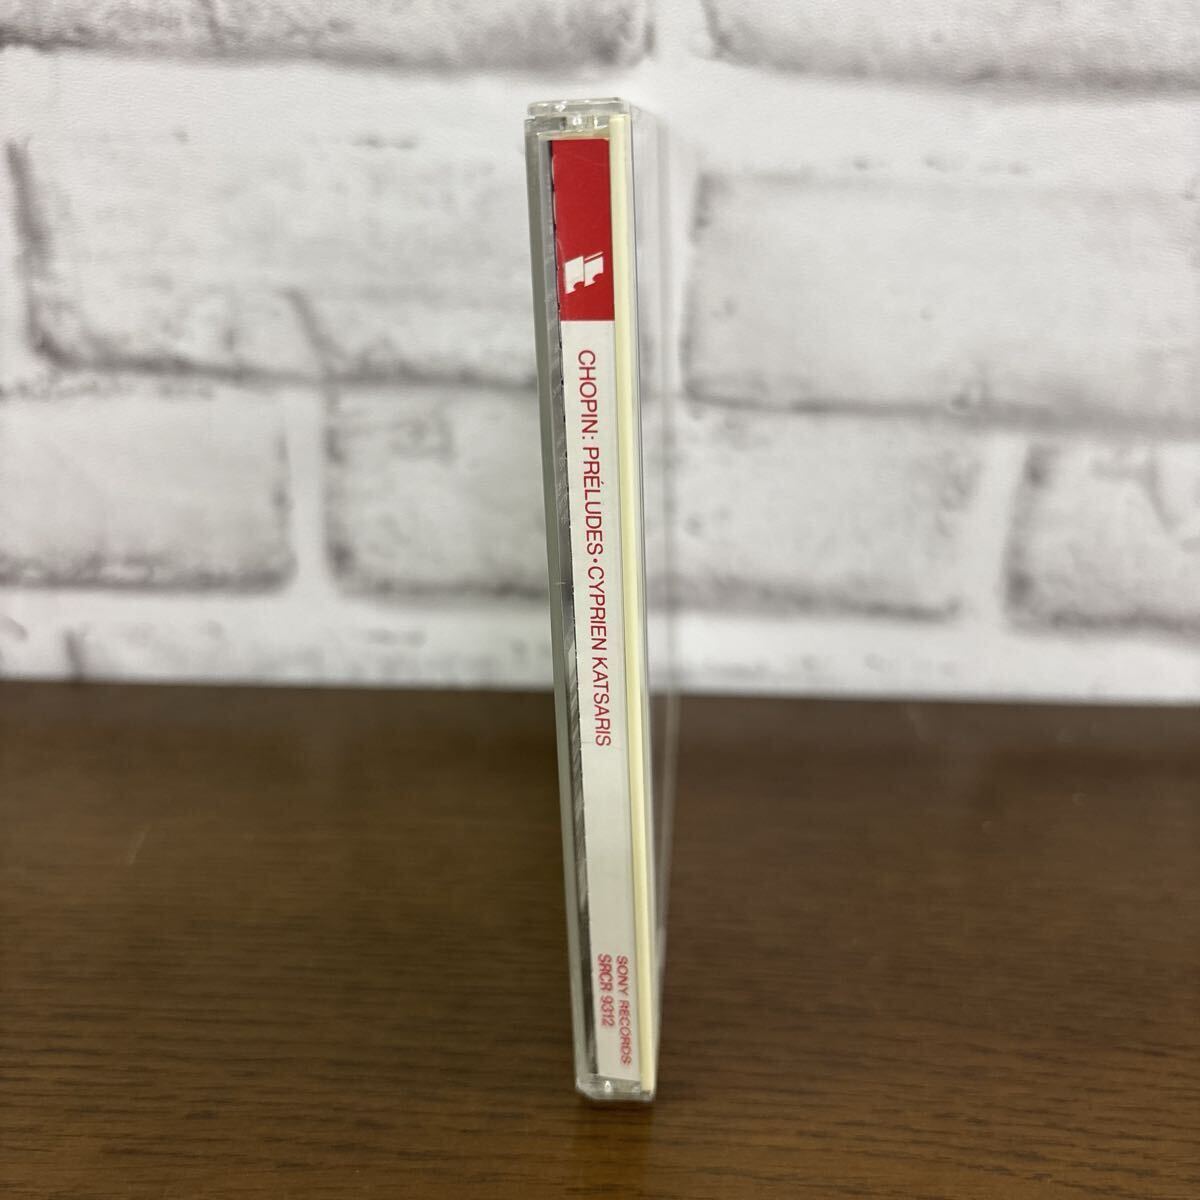 CHOPIN: PRÉLUDES • CYPRIEN KATSARIS
SONY RECORDS
SRCR 9312